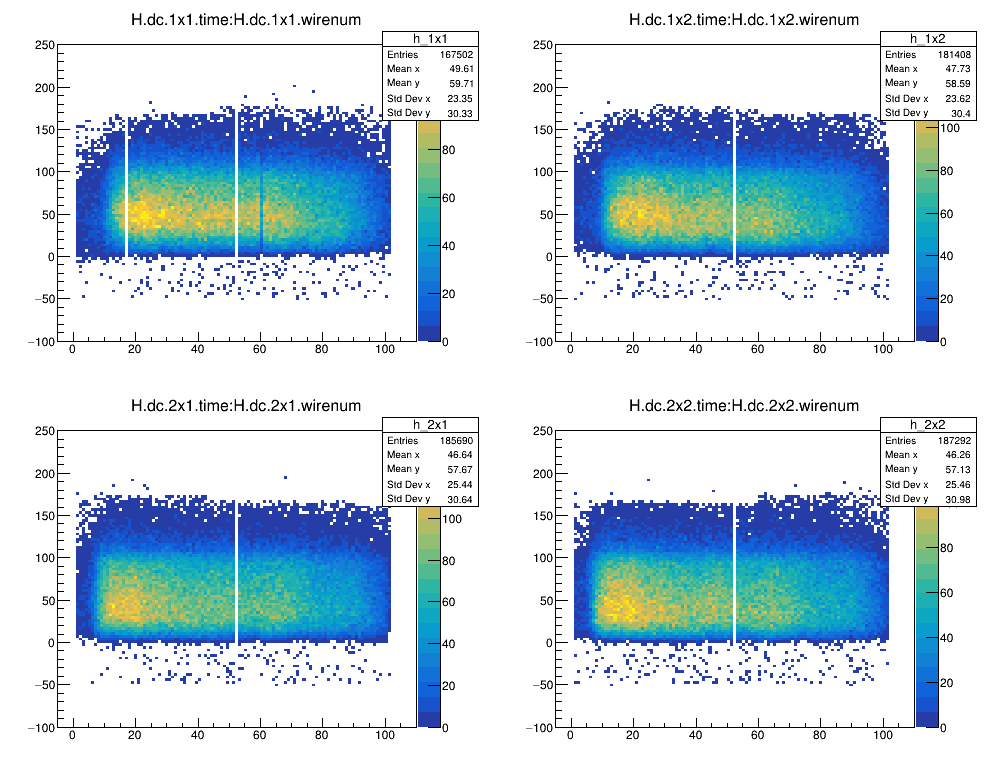 H.dc.1x1.time:H.dc.1x1.wirenum
h_1x1
Entries 167502
Mean x 49.61
Mean y 59.71
Std Dev x 23.35
Std Dev y 30.33
250
200
150
100
50
0
−50
−100
0 20 40 60 80 100
80
60
40
20
0
H.dc.1x2.time:H.dc.1x2.wirenum
h_1x2
Entries 181408
Mean x 47.73
Mean y 58.59
Std Dev x 23.62
Std Dev y 30.4
250
200
150
100
50
0
−50
−100
0 20 40 60 80 100
100
80
60
40
20
0
H.dc.2x1.time:H.dc.2x1.wirenum
h_2x1
Entries 185690
Mean x 46.64
Mean y 57.67
Std Dev x 25.44
Std Dev y 30.64
250
200
150
100
50
0
−50
−100
0 20 40 60 80 100
100
80
60
40
20
0
H.dc.2x2.time:H.dc.2x2.wirenum
h_2x2
Entries 187292
Mean x 46.26
Mean y 57.13
Std Dev x 25.46
Std Dev y 30.98
250
200
150
100
50
0
−50
−100
0 20 40 60 80 100
80
60
40
20
0